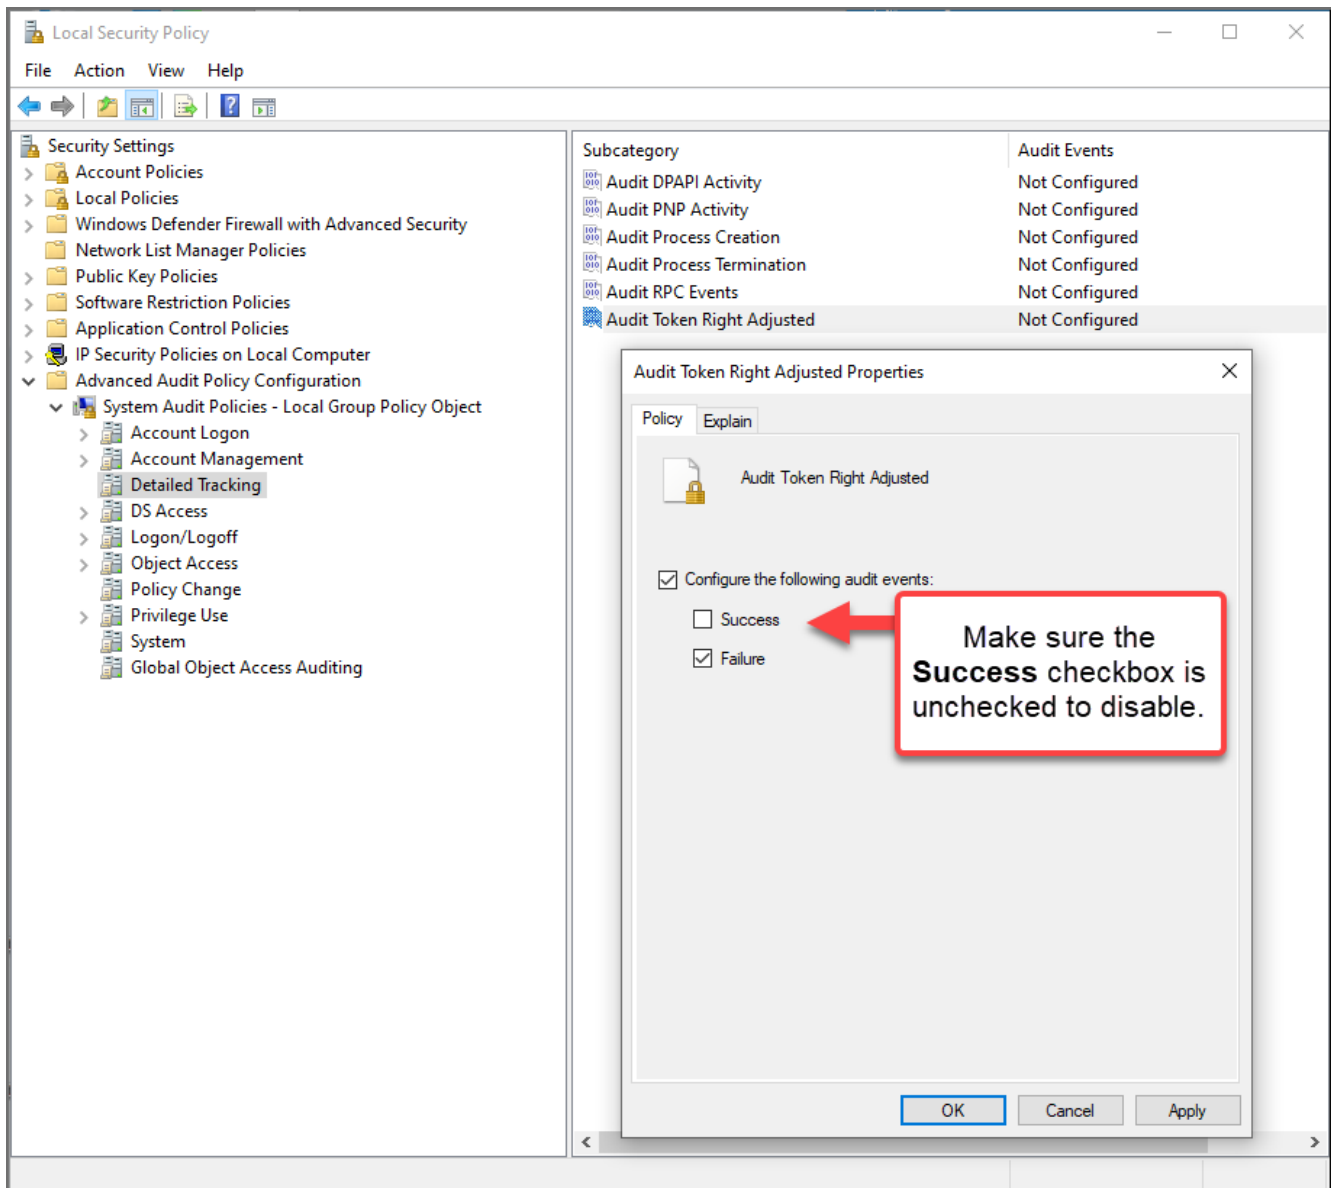 Local Security Policy
File Action View Help
Security Settings
Account Policies
Local Policies
Windows Defender Firewall with Advanced Security
Network List Manager Policies
Public Key Policies
Software Restriction Policies
Application Control Policies
IP Security Policies on Local Computer
Advanced Audit Policy Configuration
System Audit Policies - Local Group Policy Object
Account Logon
Account Management
Detailed Tracking
DS Access
Logon/Logoff
Object Access
Policy Change
Privilege Use
System
Global Object Access Auditing
Subcategory Audit Events
Audit DPAPI Activity Not Configured
Audit PNP Activity Not Configured
Audit Process Creation Not Configured
Audit Process Termination Not Configured
Audit RPC Events Not Configured
Audit Token Right Adjusted Not Configured
Audit Token Right Adjusted Properties
Policy Explain
Audit Token Right Adjusted
Configure the following audit events:
Success
Failure
Make sure the
Success checkbox is
unchecked to disable.
OK Cancel Apply